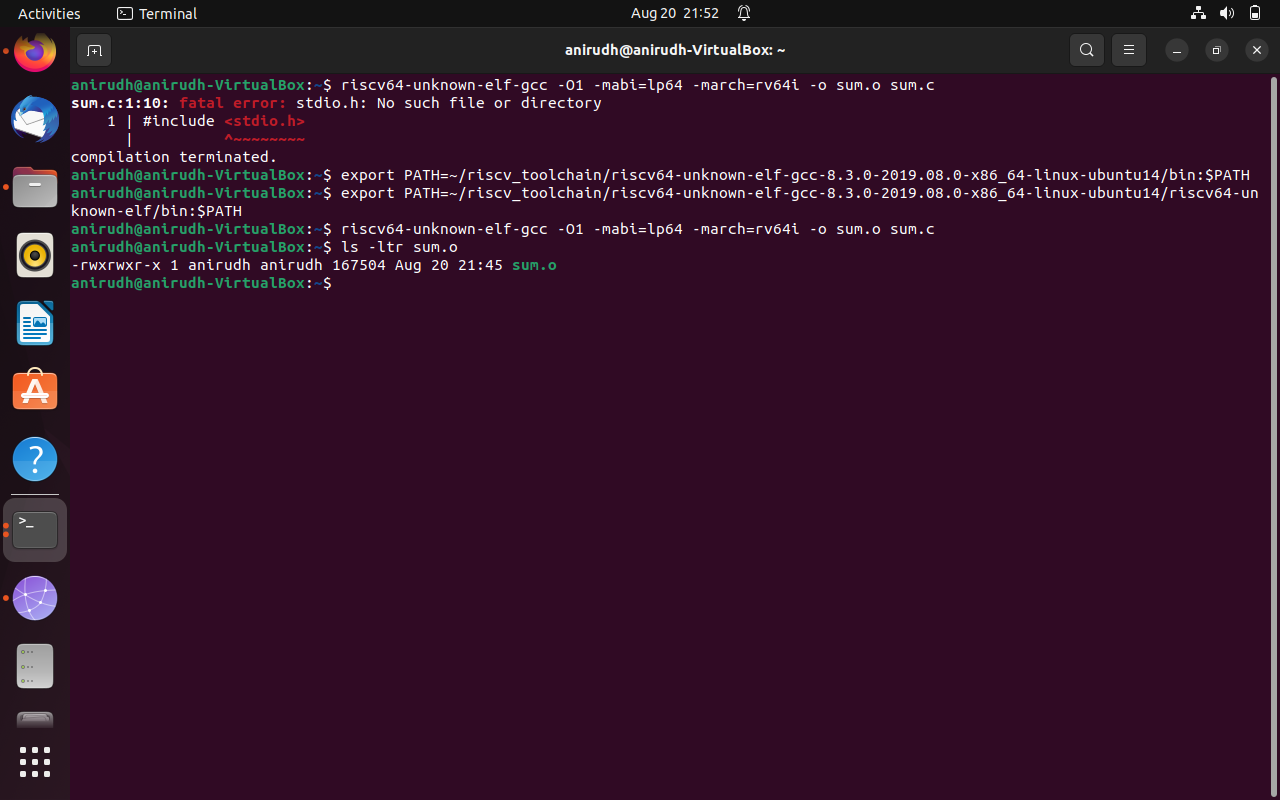 Activities Terminal Aug 20 21:52
anirudh@anirudh-VirtualBox: ~
anirudh@anirudh-VirtualBox:~$ riscv64-unknown-elf-gcc -O1 -mabi=lp64 -march=rv64i -o sum.o sum.c
sum.c:1:10: fatal error: stdio.h: No such file or directory
    1 | #include <stdio.h>
      |          ^~~~~~~~~
compilation terminated.
anirudh@anirudh-VirtualBox:~$ export PATH=~/riscv_toolchain/riscv64-unknown-elf-gcc-8.3.0-2019.08.0-x86_64-linux-ubuntu14/bin:$PATH
anirudh@anirudh-VirtualBox:~$ export PATH=~/riscv_toolchain/riscv64-unknown-elf-gcc-8.3.0-2019.08.0-x86_64-linux-ubuntu14/riscv64-un
known-elf/bin:$PATH
anirudh@anirudh-VirtualBox:~$ riscv64-unknown-elf-gcc -O1 -mabi=lp64 -march=rv64i -o sum.o sum.c
anirudh@anirudh-VirtualBox:~$ ls -ltr sum.o
-rwxrwxr-x 1 anirudh anirudh 167504 Aug 20 21:45 sum.o
anirudh@anirudh-VirtualBox:~$